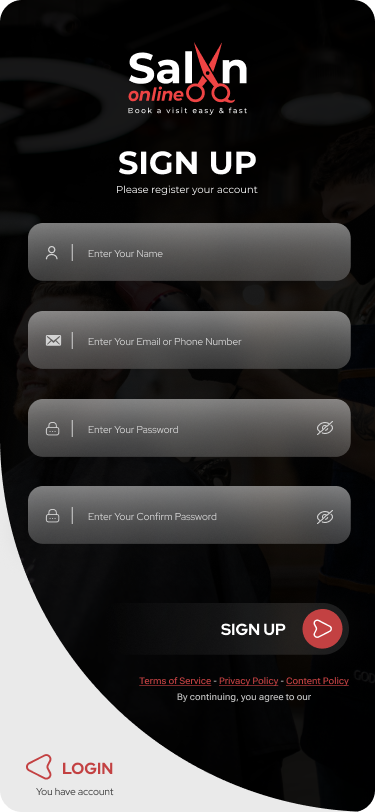 Salon
online
Book a visit easy & fast
SIGN UP
Please register your account
Enter Your Name
Enter Your Email or Phone Number
Enter Your Password
Enter Your Confirm Password
SIGN UP
Terms of Service - Privacy Policy - Content Policy
By continuing, you agree to our
LOGIN
You have account